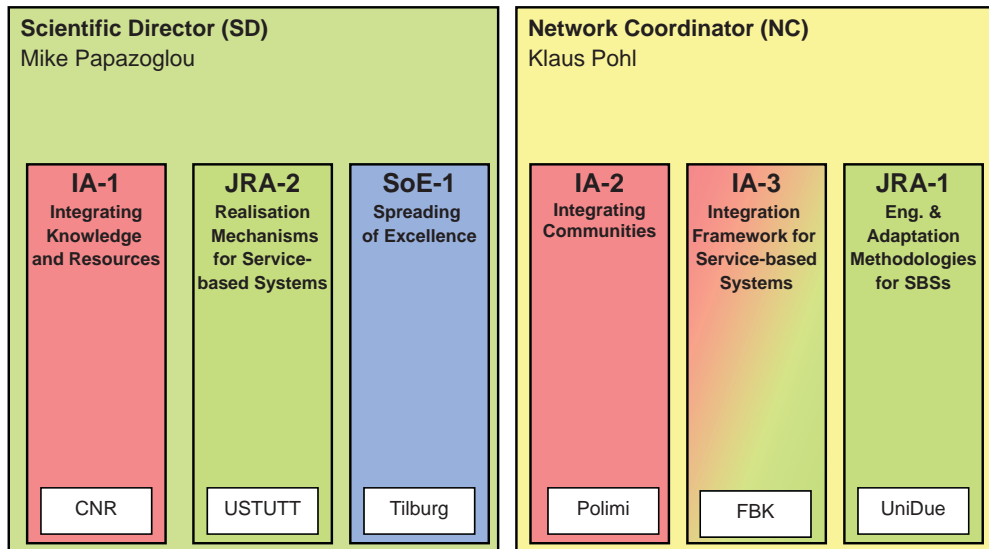 Scientific Director (SD)
Mike Papazoglou
IA-1
Integrating
Knowledge
and Resources
CNR
JRA-2
Realisation
Mechanisms
for Service-
based Systems
USTUTT
SoE-1
Spreading
of Excellence
Tilburg
Network Coordinator (NC)
Klaus Pohl
IA-2
Integrating
Communities
Polimi
IA-3
Integration
Framework for
Service-based
Systems
FBK
JRA-1
Eng. &
Adaptation
Methodologies
for SBSs
UniDue